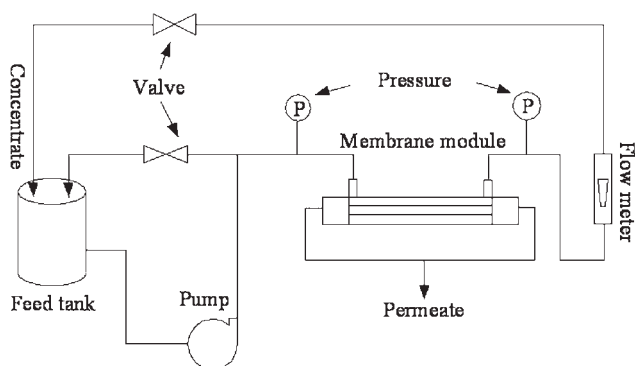 Concentrate
Valve
Pressure
P
P
Membrane module
Flow meter
Feed tank
Pump
Permeate